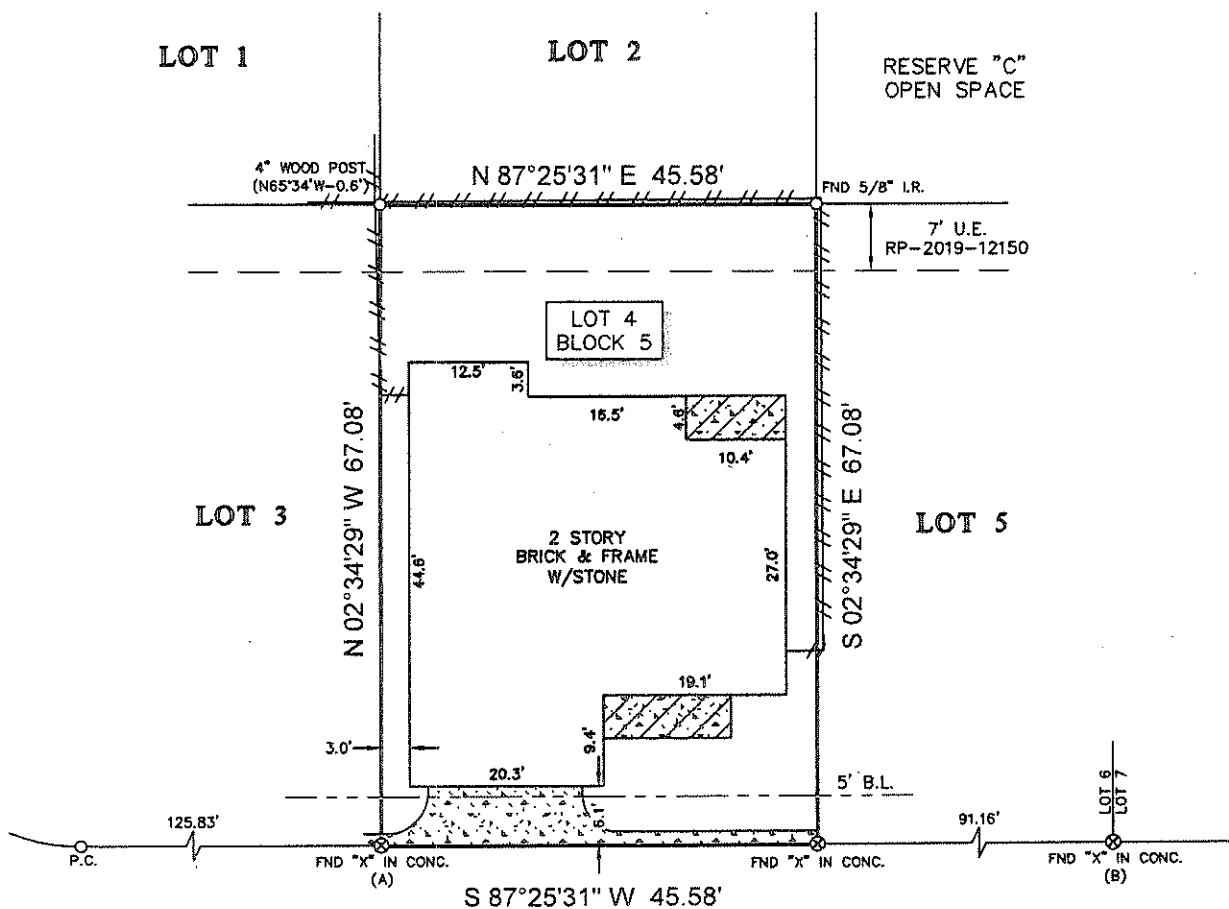 LOT 1
LOT 2
RESERVE "C"
OPEN SPACE
4" WOOD POST
(N65°34'W-0.6')
N 87°25'31" E 45.58'
FND 5/8" I.R.
7' U.E.
RP-2019-12150
LOT 4
BLOCK 5
12.5'
3.6'
16.5'
4.6'
10.4'
N 02°34'29" W 67.08'
S 02°34'29" E 67.08'
LOT 3
LOT 5
44.6'
2 STORY
BRICK & FRAME
W/STONE
27.0'
19.1'
9.4'
3.0'
20.3'
5' B.L.
6.1'
LOT 6
LOT 7
125.83'
91.16'
P.C.
FND "X" IN CONC.
(A)
FND "X" IN CONC.
FND "X" IN CONC.
(B)
S 87°25'31" W 45.58'